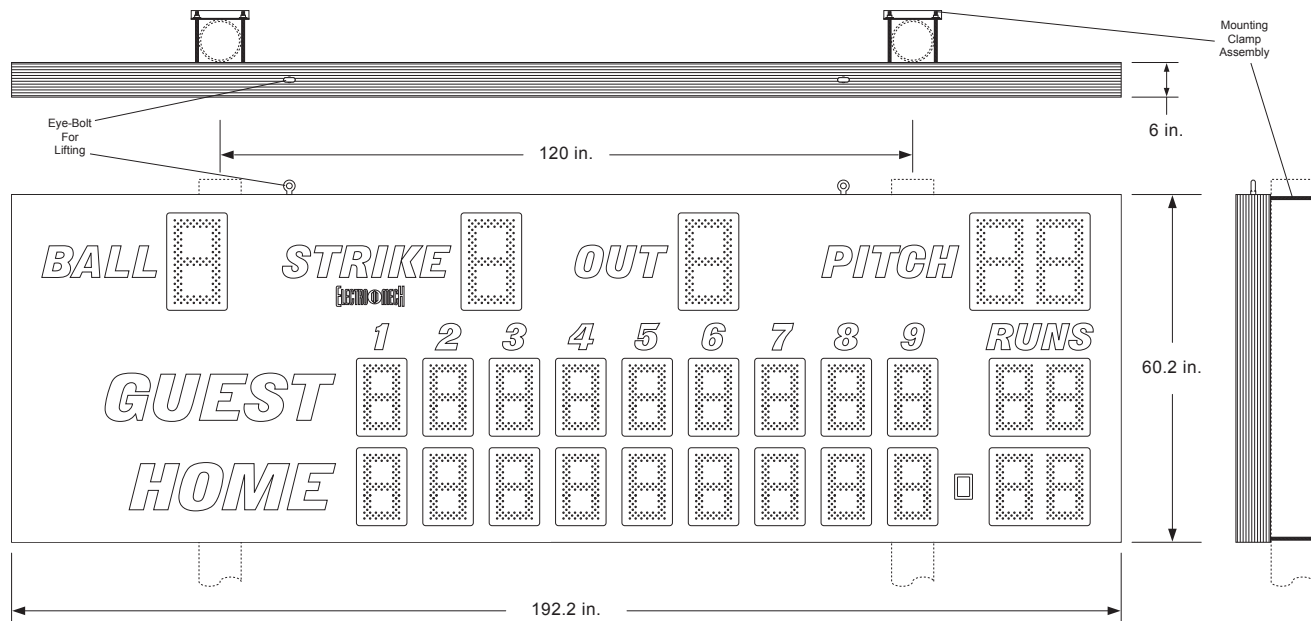 Mounting
Clamp
Assembly
6 in.
Eye-Bolt
For
Lifting
120 in.
BALL
STRIKE
OUT
PITCH
ELECTRO MECH
1 2 3 4 5 6 7 8 9 RUNS
GUEST
HOME
60.2 in.
192.2 in.